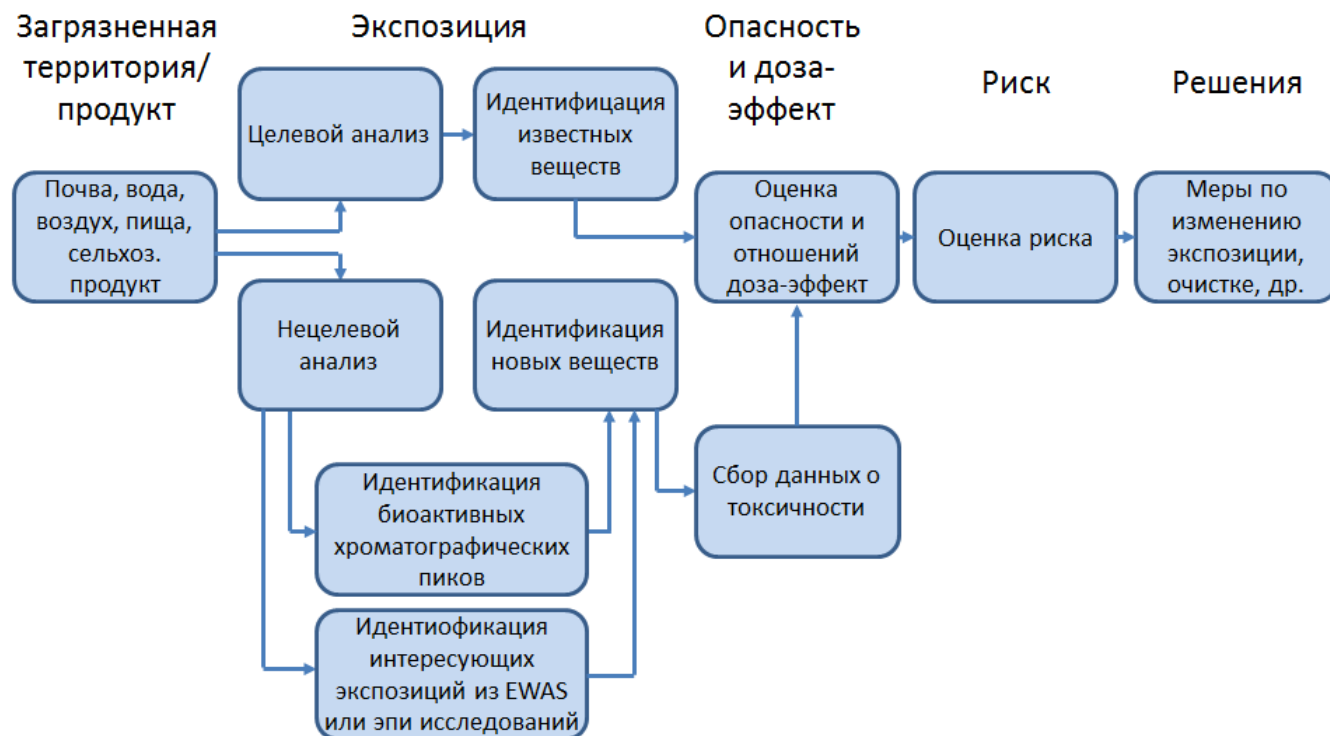 Загрязненная
территория/
продукт
Экспозиция
Опасность
и доза-
эффект
Риск
Решения
Целевой анализ
Идентифицация
известных
веществ
Почва, вода,
воздух, пища,
сельхоз.
продукт
Оценка
опасности и
отношений
доза-эффект
Оценка риска
Меры по
изменению
экспозиции,
очистке, др.
Нецелевой
анализ
Идентификация
новых веществ
Сбор данных о
токсичности
Идентификация
биоактивных
хроматографических
пиков
Идентиофикация
интересующих
экспозиций из EWAS
или эпи исследований